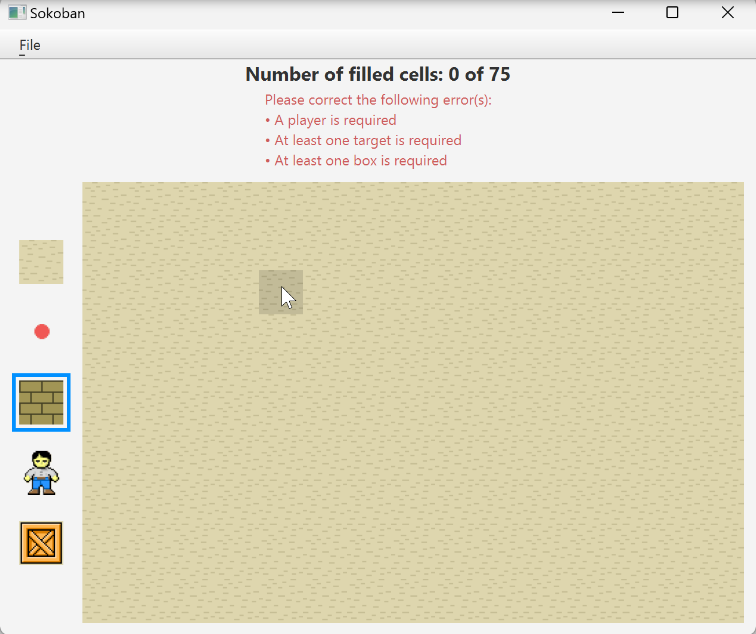 Sokoban
File
Number of filled cells: 0 of 75
Please correct the following error(s):
• A player is required
• At least one target is required
• At least one box is required